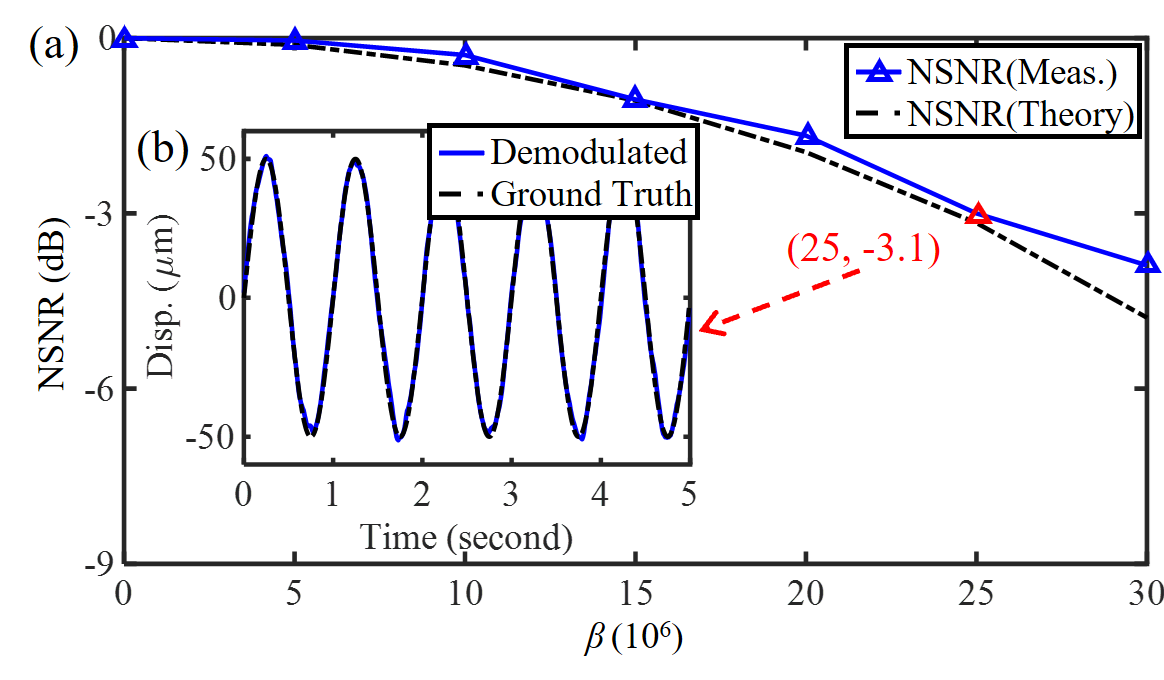 (a)
0
-3
-6
-9
NSNR (dB)
NSNR(Meas.)
NSNR(Theory)
(b)
Demodulated
Ground Truth
50
0
-50
Disp. (μm)
0 1 2 3 4 5
Time (second)
(25, -3.1)
0 5 10 15 20 25 30
β (10⁶)